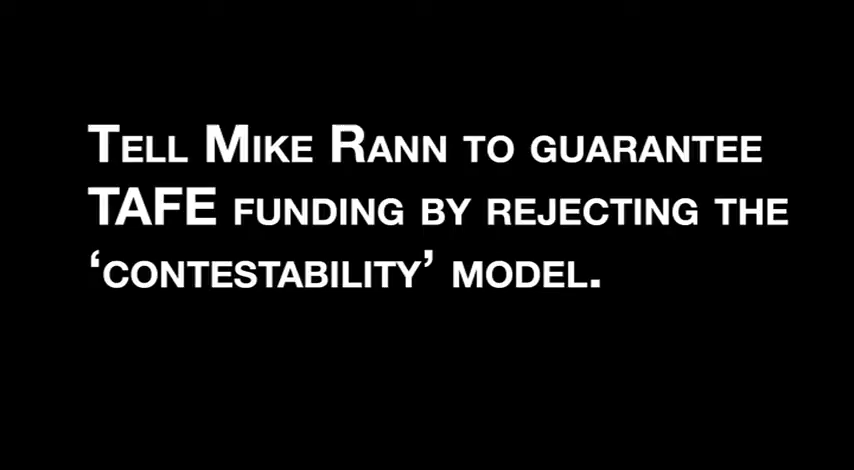 Tell Mike Rann to guarantee
TAFE funding by rejecting the
‘contestability’ model.